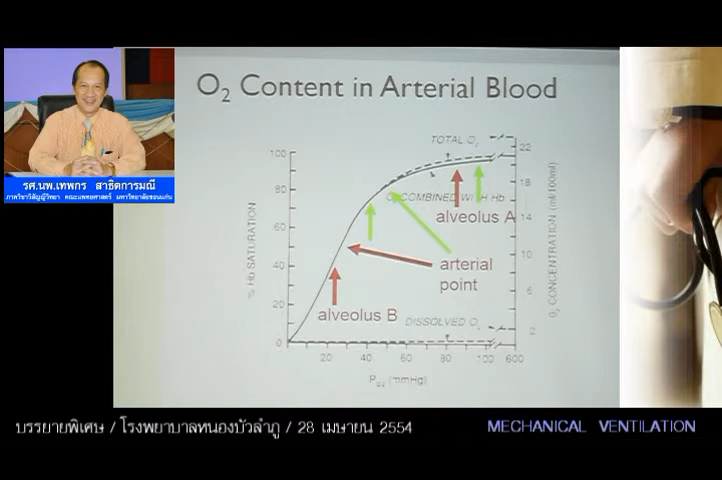 O2 Content in Arterial Blood
TOTAL O2
100
80
60
40
20
0
% Hb SATURATION
22
18
14
10
6
2
O2 CONCENTRATION (ml/100ml)
O2 COMBINED WITH Hb
alveolus A
arterial
point
alveolus B
DISSOLVED O2
20 40 60 80 100 600
PO2 (mmHg)
รศ.นพ.เทพกร สาธิตการมณี
ภาควิชาวิสัญญีวิทยา คณะแพทยศาสตร์ มหาวิทยาลัยขอนแก่น
บรรยายพิเศษ / โรงพยาบาลหนองบัวลำภู / 28 เมษายน 2554
MECHANICAL VENTILATION